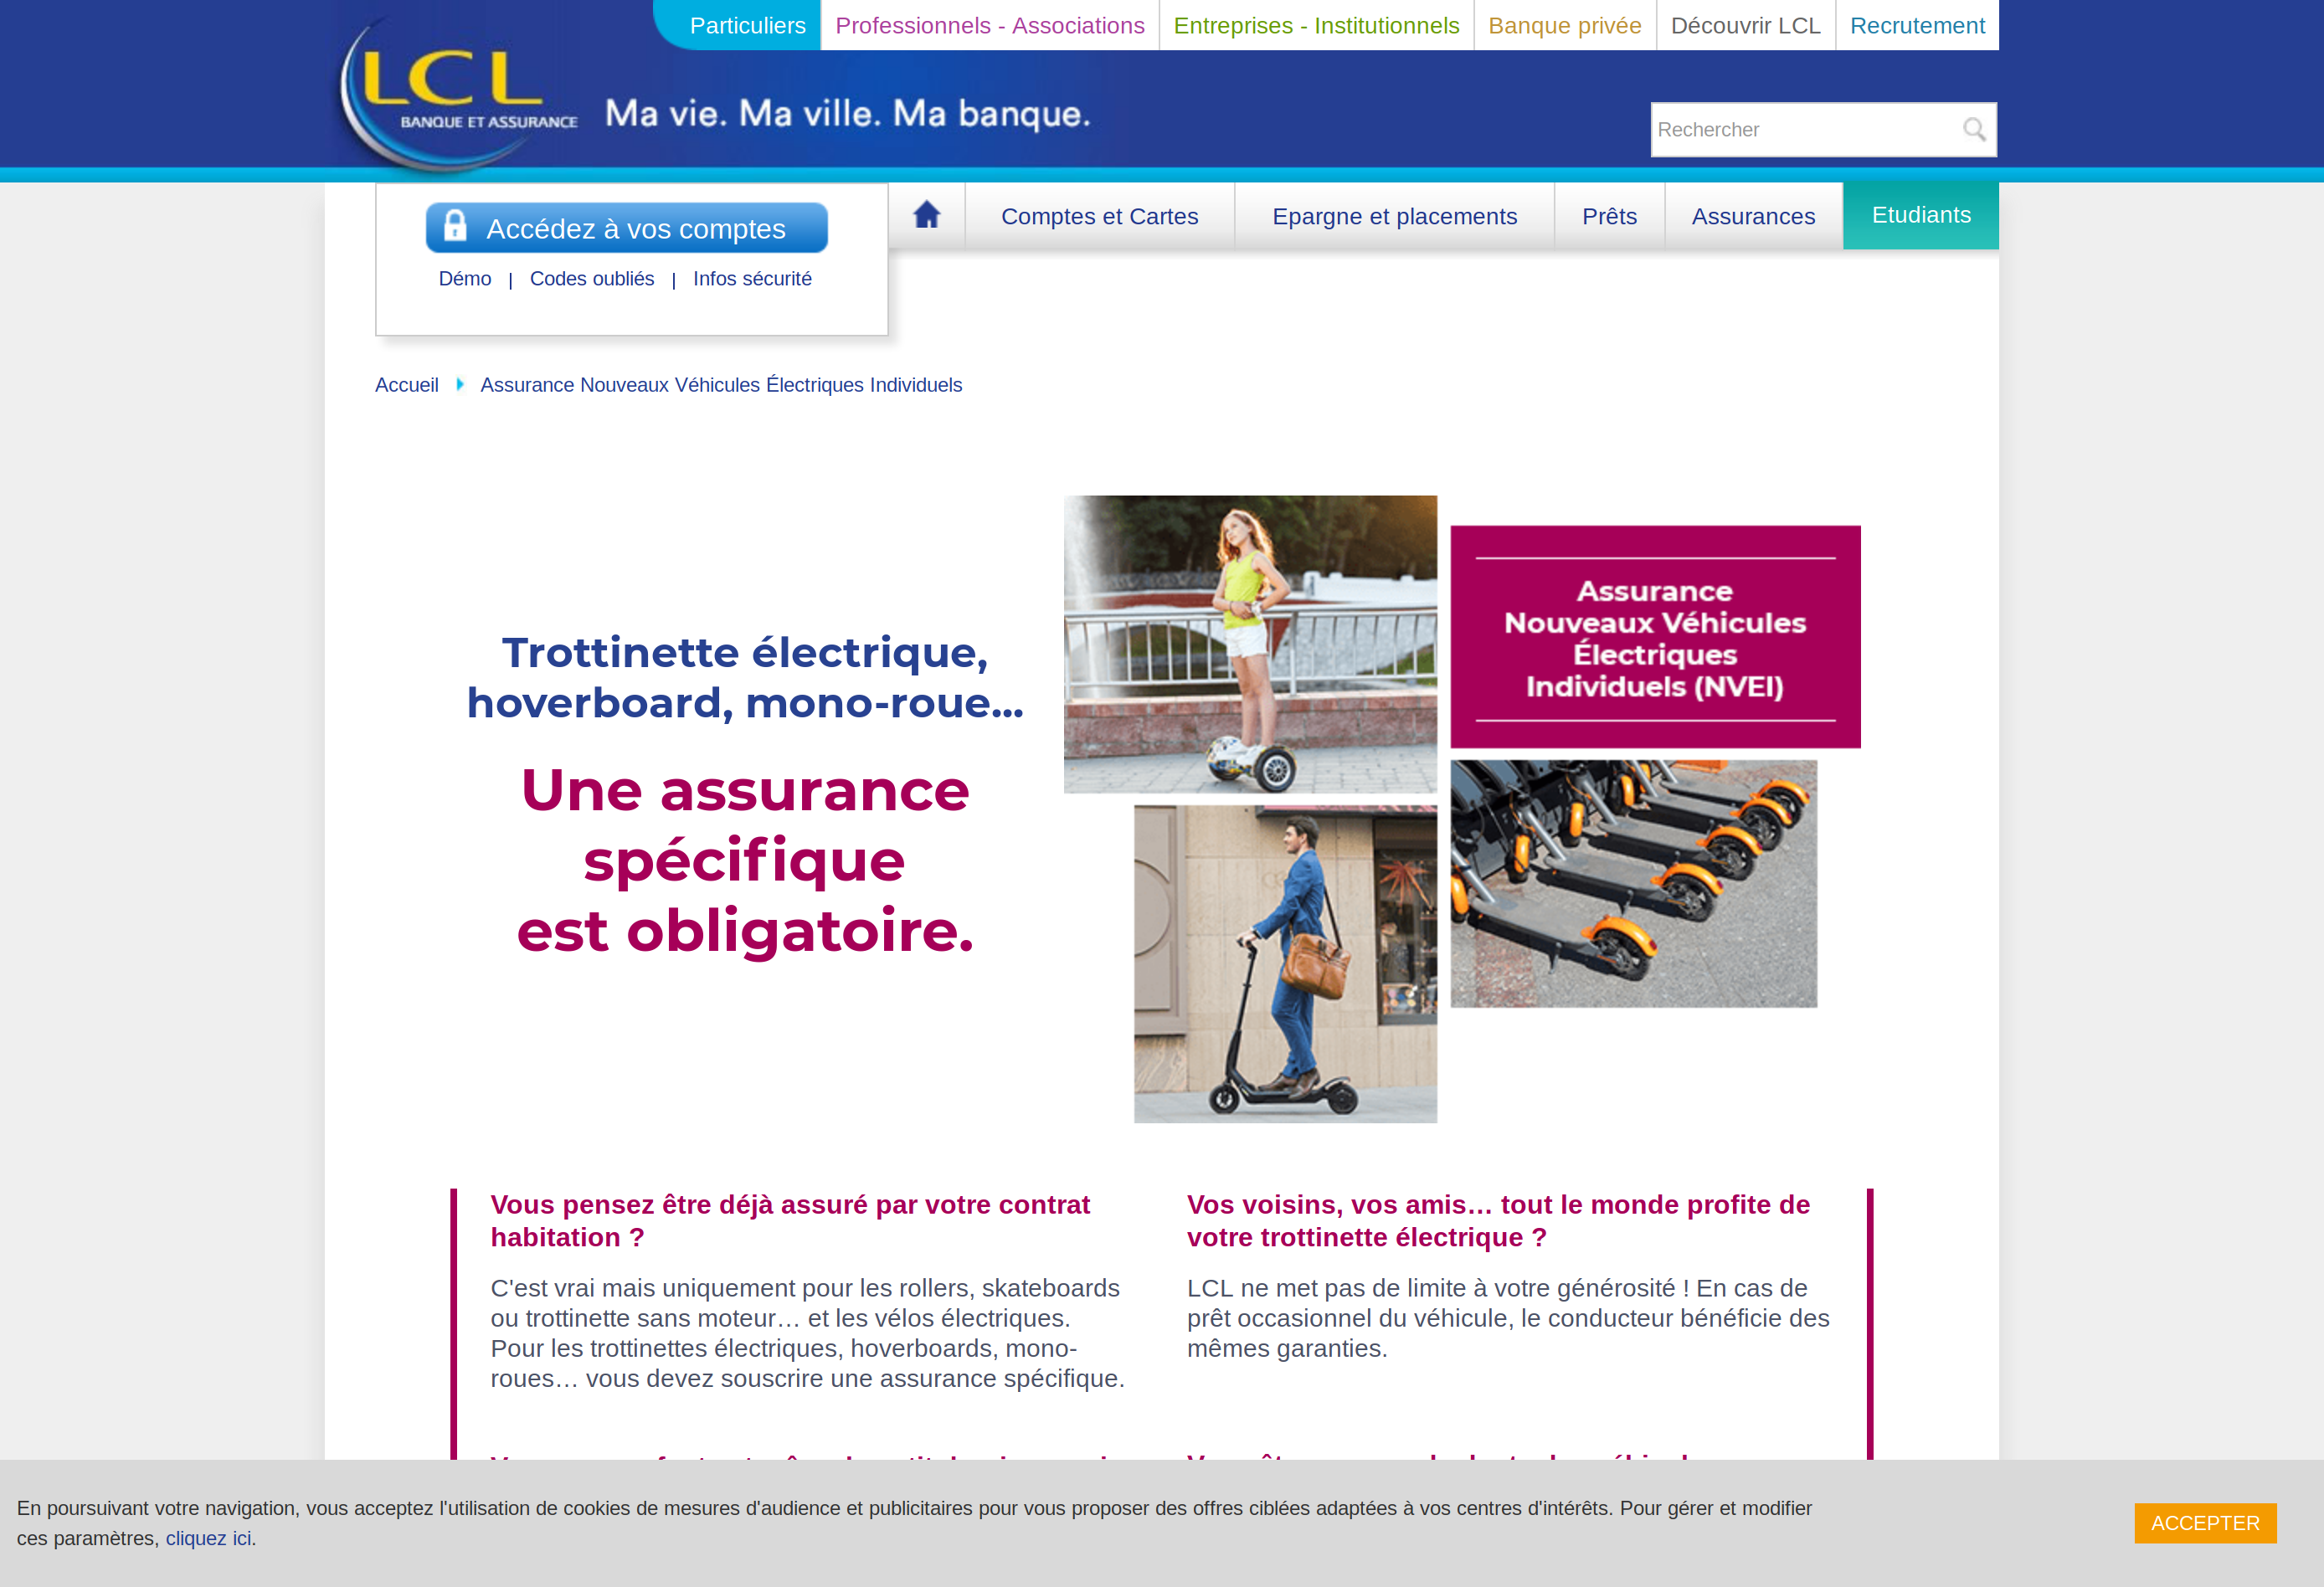 Particuliers
Professionnels - Associations
Entreprises - Institutionnels
Banque privée
Découvrir LCL
Recrutement
LCL
BANQUE ET ASSURANCE
Ma vie. Ma ville. Ma banque.
Rechercher
Accédez à vos comptes
Démo | Codes oubliés | Infos sécurité
Comptes et Cartes
Epargne et placements
Prêts
Assurances
Etudiants
Accueil
Assurance Nouveaux Véhicules Électriques Individuels
Trottinette électrique,
hoverboard, mono-roue...
Une assurance
spécifique
est obligatoire.
Assurance
Nouveaux Véhicules
Électriques
Individuels (NVEI)
Vous pensez être déjà assuré par votre contrat
habitation ?
C'est vrai mais uniquement pour les rollers, skateboards
ou trottinette sans moteur… et les vélos électriques.
Pour les trottinettes électriques, hoverboards, mono-
roues… vous devez souscrire une assurance spécifique.
Vos voisins, vos amis… tout le monde profite de
votre trottinette électrique ?
LCL ne met pas de limite à votre générosité ! En cas de
prêt occasionnel du véhicule, le conducteur bénéficie des
mêmes garanties.
En poursuivant votre navigation, vous acceptez l'utilisation de cookies de mesures d'audience et publicitaires pour vous proposer des offres ciblées adaptées à vos centres d'intérêts. Pour gérer et modifier
ces paramètres, cliquez ici.
ACCEPTER